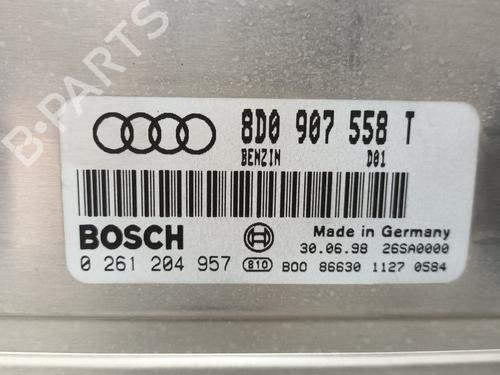 B-PARTS
8D0 907 558 T
BENZIN D01
BOSCH
Made in Germany
30.06.98 26SA0000
0 261 204 957 810 B00 86630 1127 0584